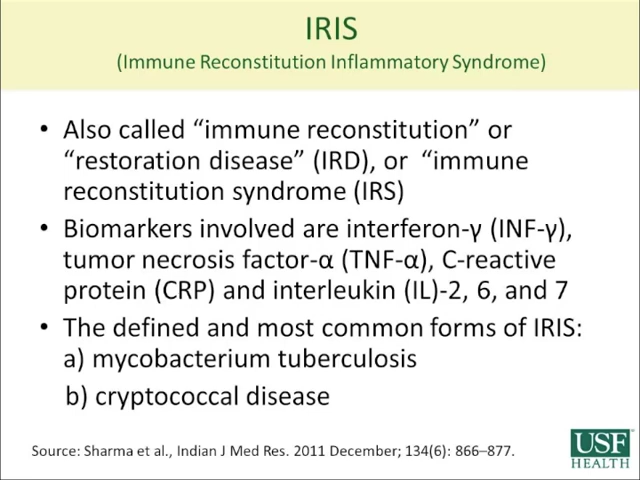 IRIS
(Immune Reconstitution Inflammatory Syndrome)
• Also called “immune reconstitution” or
“restoration disease” (IRD), or “immune
reconstitution syndrome (IRS)
• Biomarkers involved are interferon-γ (INF-γ),
tumor necrosis factor-α (TNF-α), C-reactive
protein (CRP) and interleukin (IL)-2, 6, and 7
• The defined and most common forms of IRIS:
a) mycobacterium tuberculosis
b) cryptococcal disease
Source: Sharma et al., Indian J Med Res. 2011 December; 134(6): 866–877.
USF
HEALTH